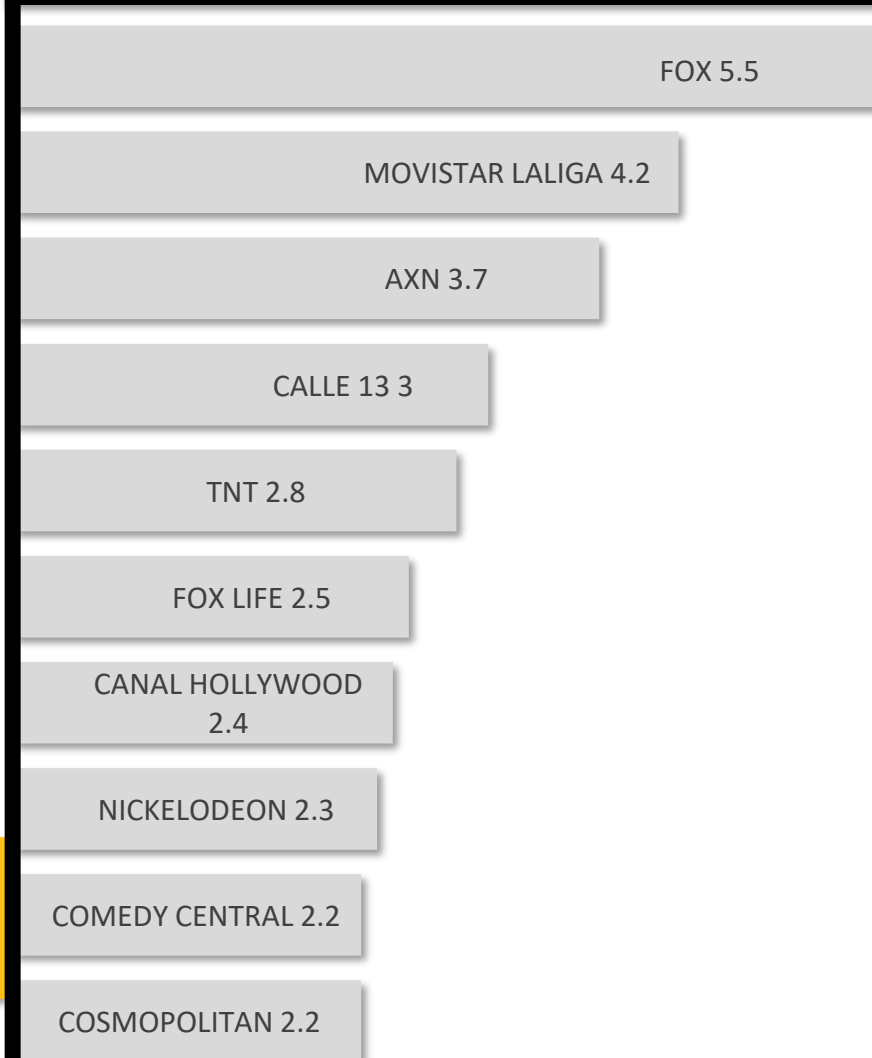 FOX 5.5
MOVISTAR LALIGA 4.2
AXN 3.7
CALLE 13 3
TNT 2.8
FOX LIFE 2.5
CANAL HOLLYWOOD
2.4
NICKELODEON 2.3
COMEDY CENTRAL 2.2
COSMOPOLITAN 2.2